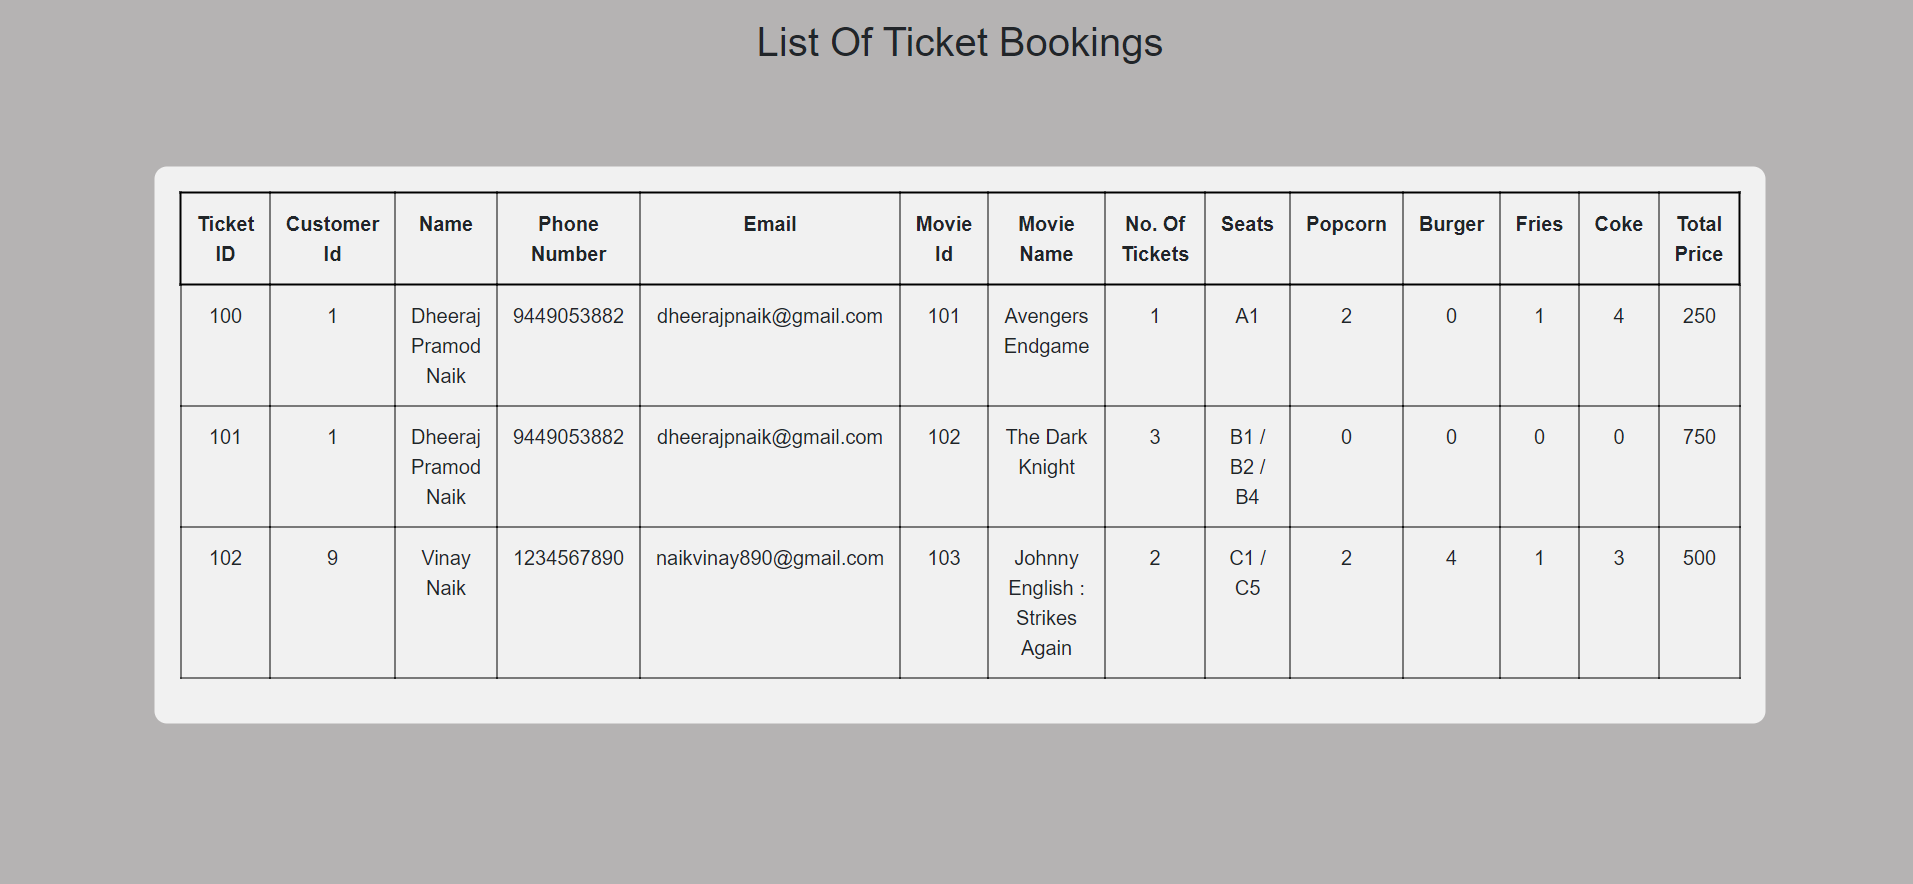 List Of Ticket Bookings
Ticket ID Customer Id Name Phone Number Email Movie Id Movie Name No. Of Tickets Seats Popcorn Burger Fries Coke Total Price
100 1 Dheeraj Pramod Naik 9449053882 dheerajpnaik@gmail.com 101 Avengers Endgame 1 A1 2 0 1 4 250
101 1 Dheeraj Pramod Naik 9449053882 dheerajpnaik@gmail.com 102 The Dark Knight 3 B1 / B2 / B4 0 0 0 0 750
102 9 Vinay Naik 1234567890 naikvinay890@gmail.com 103 Johnny English : Strikes Again 2 C1 / C5 2 4 1 3 500